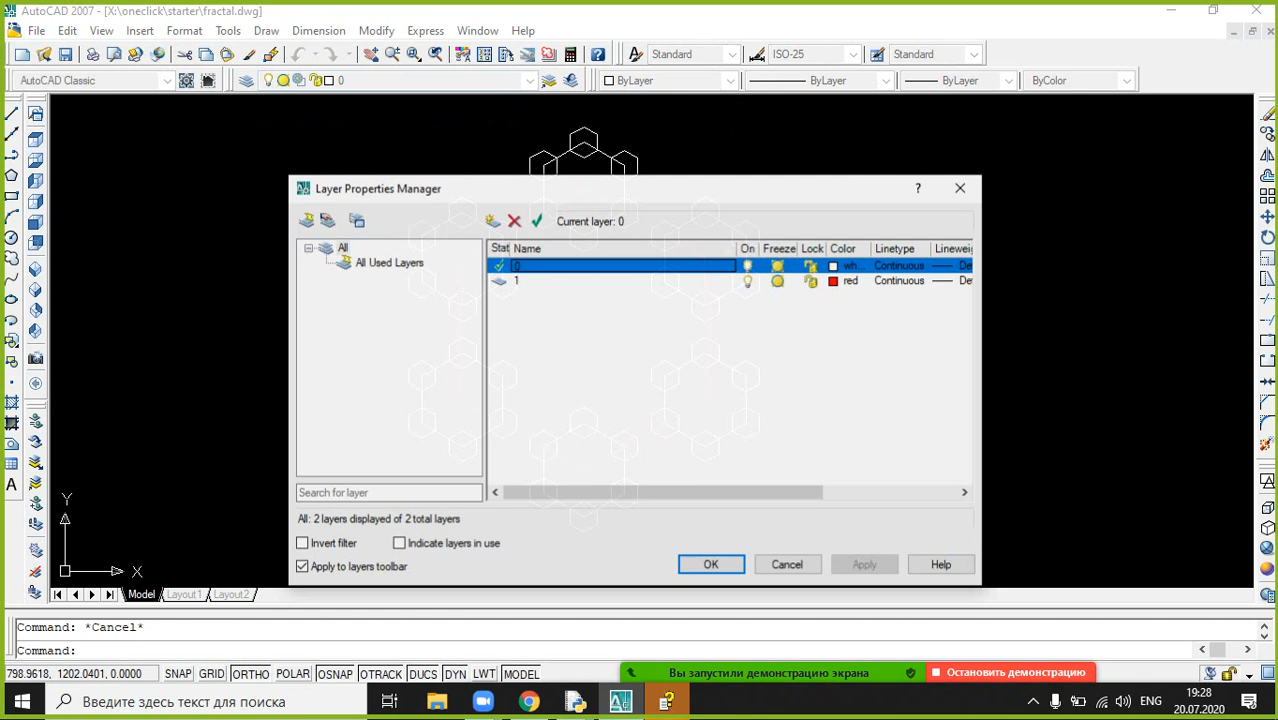 AutoCAD 2007 - [X:\oneclick\starter\fractal.dwg]
File Edit View Insert Format Tools Draw Dimension Modify Express Window Help
Standard ISO-25 Standard
AutoCAD Classic 0 ByLayer ByLayer ByLayer ByColor
Layer Properties Manager
Current layer: 0
All
All Used Layers
Stat Name On Freeze Lock Color Linetype Linewei
0 wh... Continuous De
1 red Continuous De
Search for layer
All: 2 layers displayed of 2 total layers
Invert filter Indicate layers in use
Apply to layers toolbar
OK Cancel Apply Help
Y
X
Model Layout1 Layout2
Command: *Cancel*
Command:
798.9618, 1202.0401, 0.0000 SNAP GRID ORTHO POLAR OSNAP OTRACK DUCS DYN LWT MODEL
Вы запустили демонстрацию экрана Остановить демонстрацию
Введите здесь текст для поиска
ENG
19:28
20.07.2020